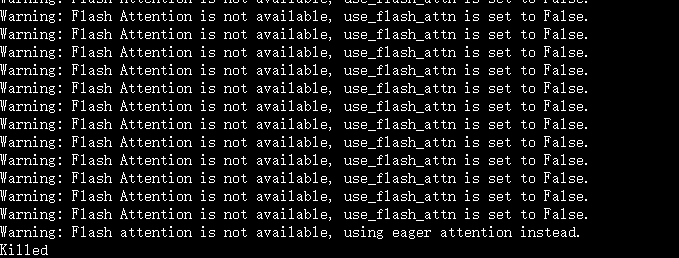 Warning: Flash Attention is not available, use_flash_attn is set to False.
Warning: Flash Attention is not available, use_flash_attn is set to False.
Warning: Flash Attention is not available, use_flash_attn is set to False.
Warning: Flash Attention is not available, use_flash_attn is set to False.
Warning: Flash Attention is not available, use_flash_attn is set to False.
Warning: Flash Attention is not available, use_flash_attn is set to False.
Warning: Flash Attention is not available, use_flash_attn is set to False.
Warning: Flash Attention is not available, use_flash_attn is set to False.
Warning: Flash Attention is not available, use_flash_attn is set to False.
Warning: Flash Attention is not available, use_flash_attn is set to False.
Warning: Flash Attention is not available, use_flash_attn is set to False.
Warning: Flash Attention is not available, use_flash_attn is set to False.
Warning: Flash Attention is not available, use_flash_attn is set to False.
Warning: Flash attention is not available, using eager attention instead.
Killed